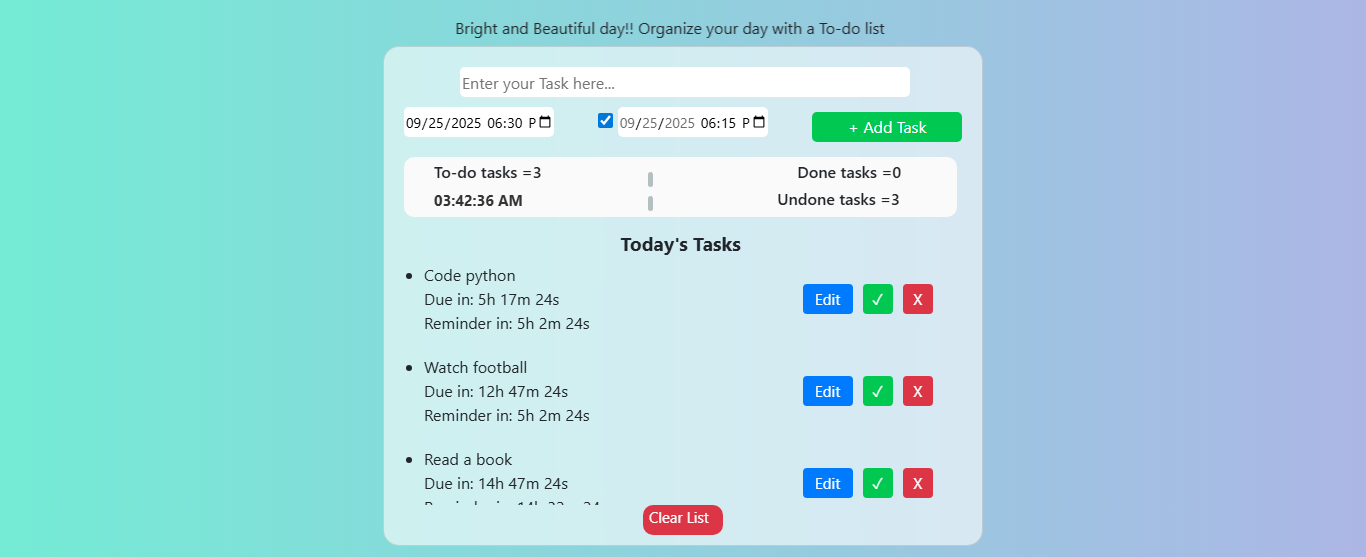 Bright and Beautiful day!! Organize your day with a To-do list
Enter your Task here...
09/25/2025 06:30 P 09/25/2025 06:15 P + Add Task
To-do tasks =3 Done tasks =0
03:42:36 AM Undone tasks =3
Today's Tasks
Code python
Due in: 5h 17m 24s
Reminder in: 5h 2m 24s
Edit ✓ X
Watch football
Due in: 12h 47m 24s
Reminder in: 5h 2m 24s
Edit ✓ X
Read a book
Due in: 14h 47m 24s
Edit ✓ X
Clear List